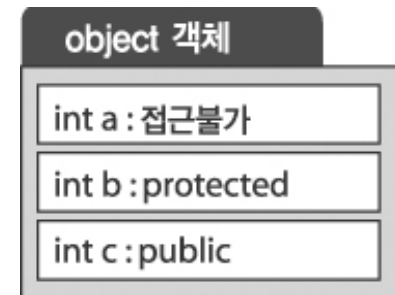 object 객체
int a : 접근불가
int b : protected
int c : public